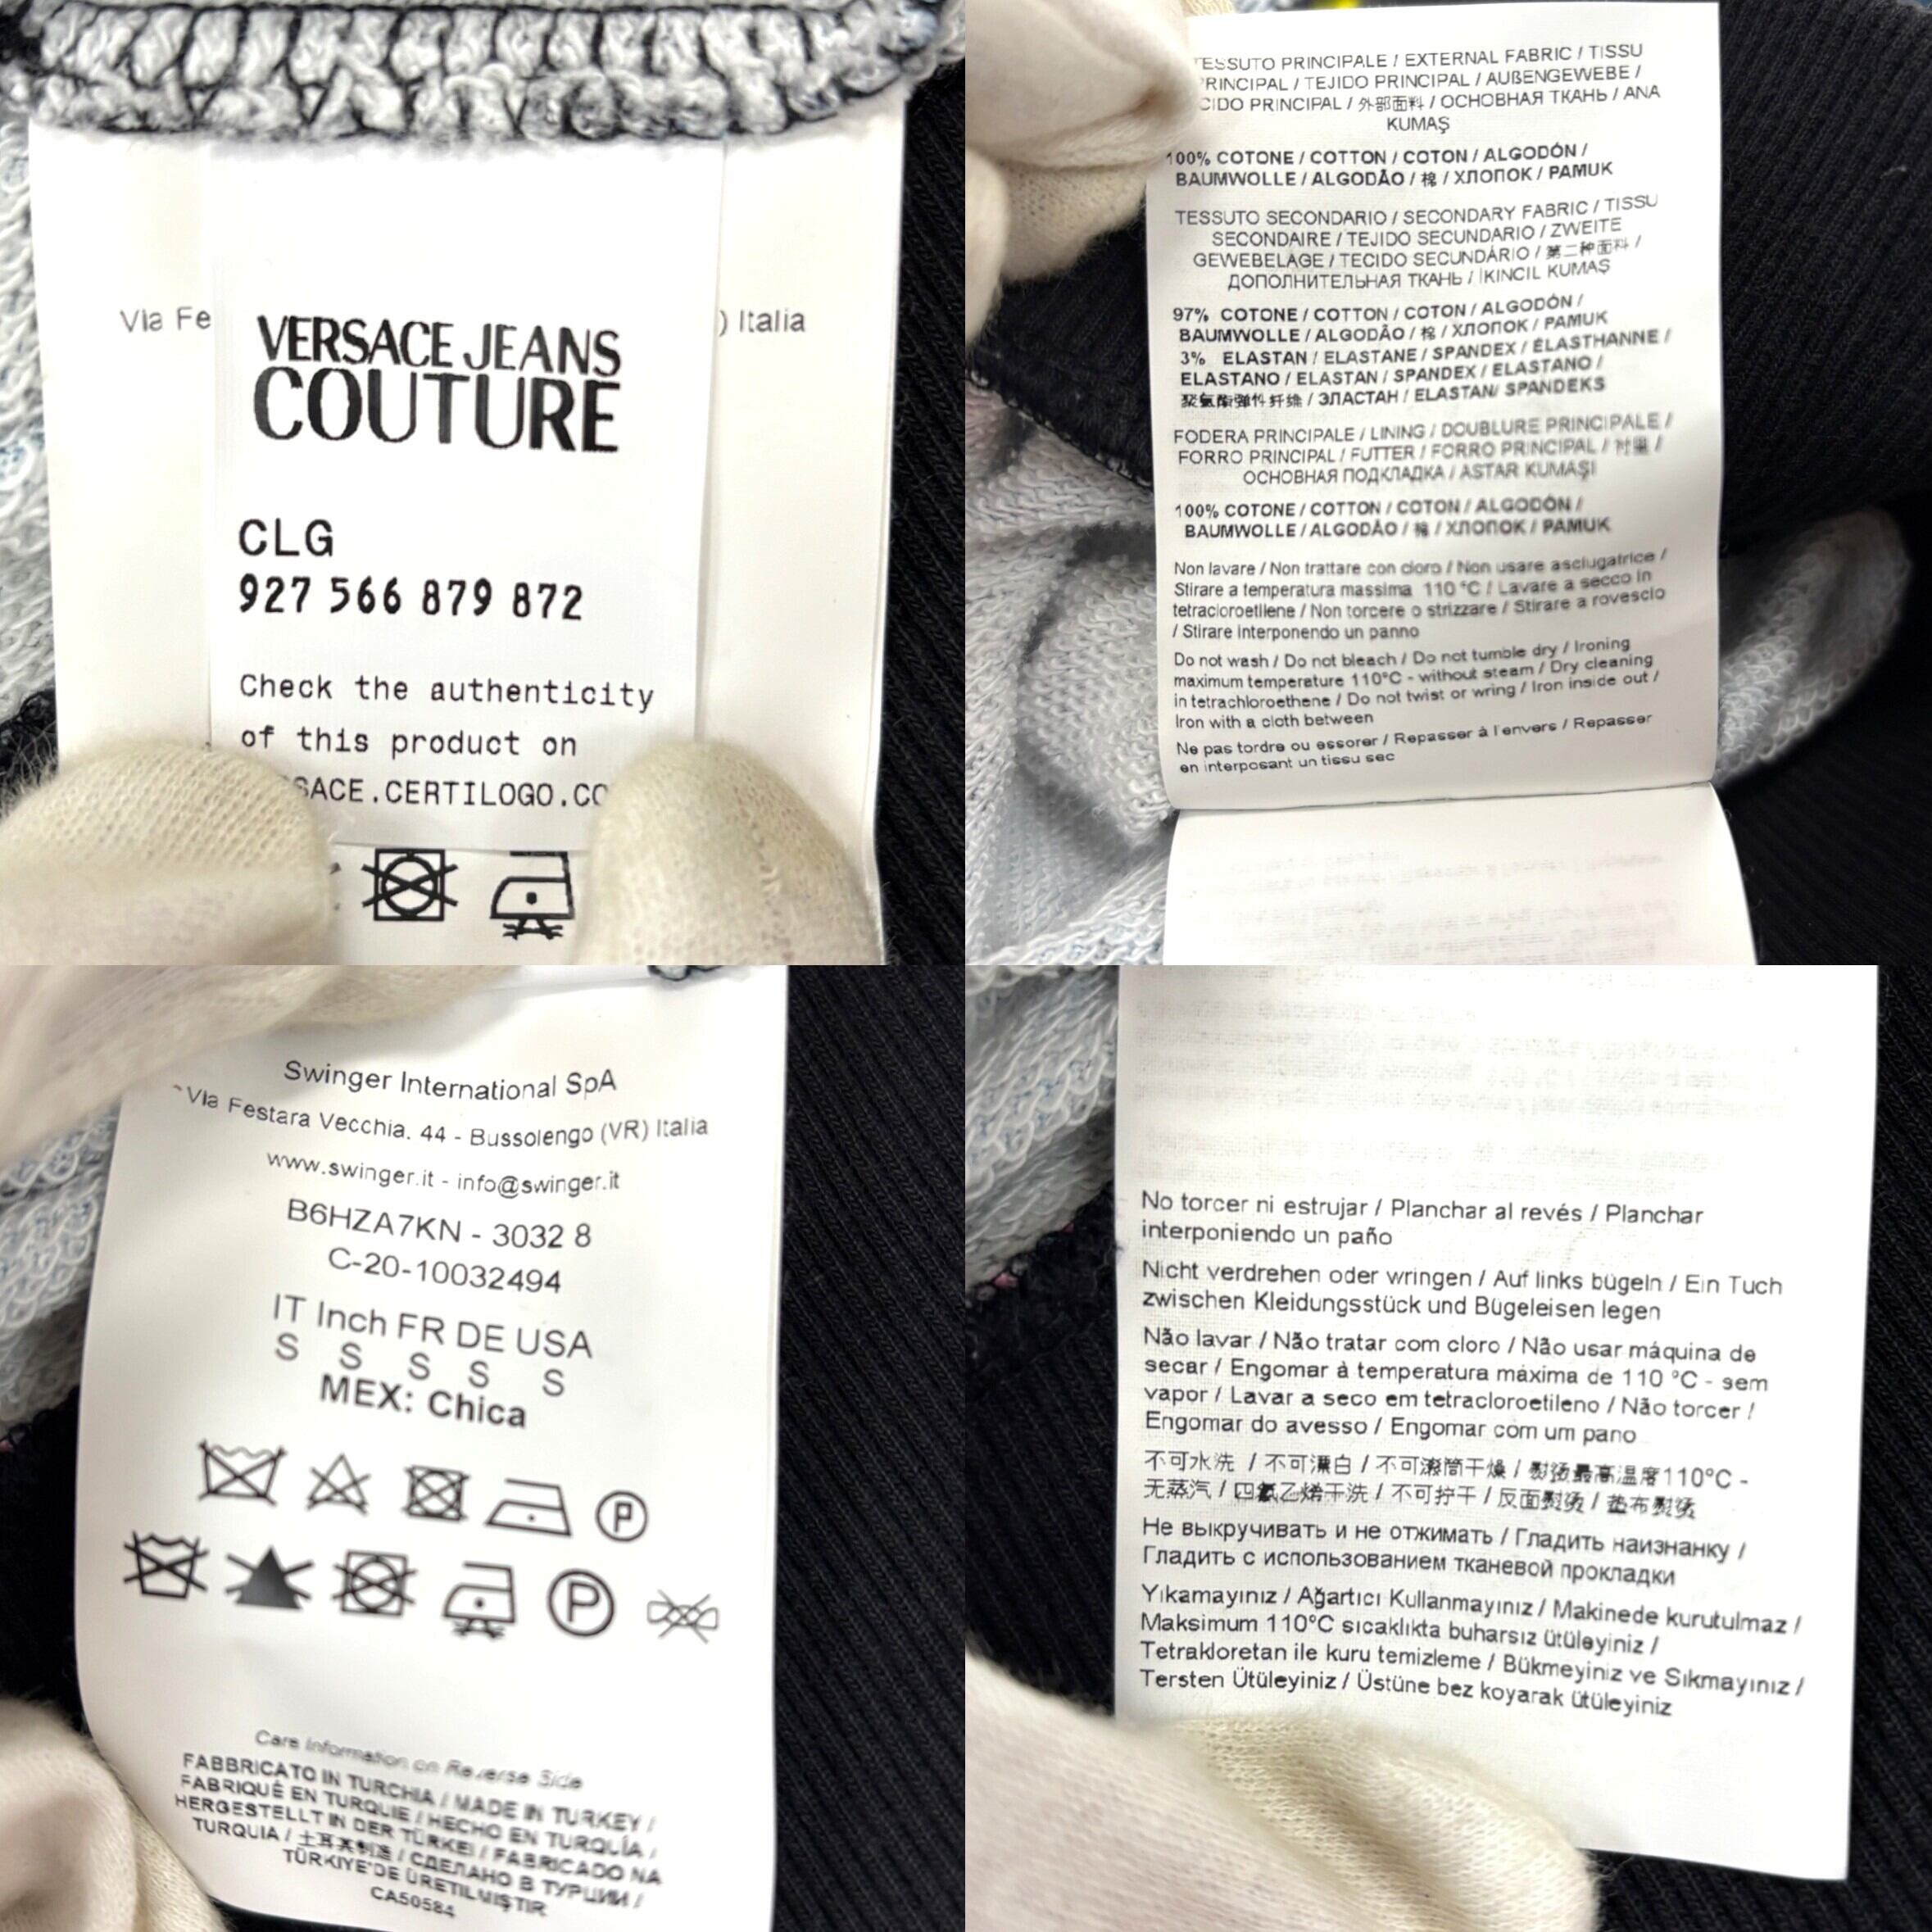 Via Fe
) Italia
VERSACE JEANS
COUTURE
CLG
927 566 879 872
Check the authenticity
of this product on
SACE.CERTILOGO.CO
TESSUTO PRINCIPALE / EXTERNAL FABRIC / TISSU
PRINCIPAL / TEJIDO PRINCIPAL / AUßENGEWEBE /
CIDO PRINCIPAL / 外部面料 / ОСНОВНАЯ ТКАНЬ / ANA
KUMAŞ
100% COTONE / COTTON / COTON / ALGODÓN /
BAUMWOLLE / ALGODÃO / 棉 / ХЛОПОК / PAMUK
TESSUTO SECONDARIO / SECONDARY FABRIC / TISSU
SECONDAIRE / TEJIDO SECUNDARIO / ZWEITE
GEWEBELAGE / TECIDO SECUNDÁRIO / 第二种面料 /
ДОПОЛНИТЕЛЬНАЯ ТКАНЬ / İKINCIL KUMAŞ
97% COTONE / COTTON / COTON / ALGODÓN /
BAUMWOLLE / ALGODÃO / 棉 / ХЛОПОК / PAMUK
3% ELASTAN / ELASTANE / SPANDEX / ÉLASTHANNE /
ELASTANO / ELASTAN / SPANDEX / ELASTANO /
聚氨酯弹性纤维 / ЭЛАСТАН / ELASTAN/ SPANDEKS
FODERA PRINCIPALE / LINING / DOUBLURE PRINCIPALE /
FORRO PRINCIPAL / FUTTER / FORRO PRINCIPAL / 衬里 /
ОСНОВНАЯ ПОДКЛАДКА / ASTAR KUMAŞI
100% COTONE / COTTON / COTON / ALGODÓN /
BAUMWOLLE / ALGODÃO / 棉 / ХЛОПОК / PAMUK
Non lavare / Non trattare con cloro / Non usare asciugatrice /
Stirare a temperatura massima 110 °C / Lavare a secco in
tetracloroetilene / Non torcere o strizzare / Stirare a rovescio
/ Stirare interponendo un panno
Do not wash / Do not bleach / Do not tumble dry / Ironing
maximum temperature 110°C - without steam / Dry cleaning
in tetrachloroethene / Do not twist or wring / Iron inside out /
Iron with a cloth between
Ne pas tordre ou essorer / Repasser à l'envers / Repasser
en interposant un tissu sec
Swinger International SpA
Via Festara Vecchia. 44 - Bussolengo (VR) Italia
www.swinger.it - info@swinger.it
B6HZA7KN - 3032 8
C-20-10032494
IT Inch FR DE USA
S S S S S
MEX: Chica
P
P
Care Information on Reverse Side
FABBRICATO IN TURCHIA / MADE IN TURKEY /
FABRIQUÉ EN TURQUIE / HECHO EN TURQUÍA /
HERGESTELLT IN DER TÜRKEI / FABRICADO NA
TURQUIA / 土耳其制造 / СДЕЛАНО В ТУРЦИИ /
TÜRKIYE'DE ÜRETILMIŞTIR
CA50584
No torcer ni estrujar / Planchar al revés / Planchar
interponiendo un paño
Nicht verdrehen oder wringen / Auf links bügeln / Ein Tuch
zwischen Kleidungsstück und Bügeleisen legen
Não lavar / Não tratar com cloro / Não usar máquina de
secar / Engomar à temperatura máxima de 110 °C - sem
vapor / Lavar a seco em tetracloroetileno / Não torcer /
Engomar do avesso / Engomar com um pano
不可水洗 / 不可漂白 / 不可滚筒干燥 / 熨烫最高温度110°C -
无蒸汽 / 四氯乙烯干洗 / 不可拧干 / 反面熨烫 / 垫布熨烫
Не выкручивать и не отжимать / Гладить наизнанку /
Гладить с использованием тканевой прокладки
Yıkamayınız / Ağartıcı Kullanmayınız / Makinede kurutulmaz /
Maksimum 110°C sıcaklıkta buharsız ütüleyiniz /
Tetrakloretan ile kuru temizleme / Bükmeyiniz ve Sıkmayınız /
Tersten Ütüleyiniz / Üstüne bez koyarak ütüleyiniz